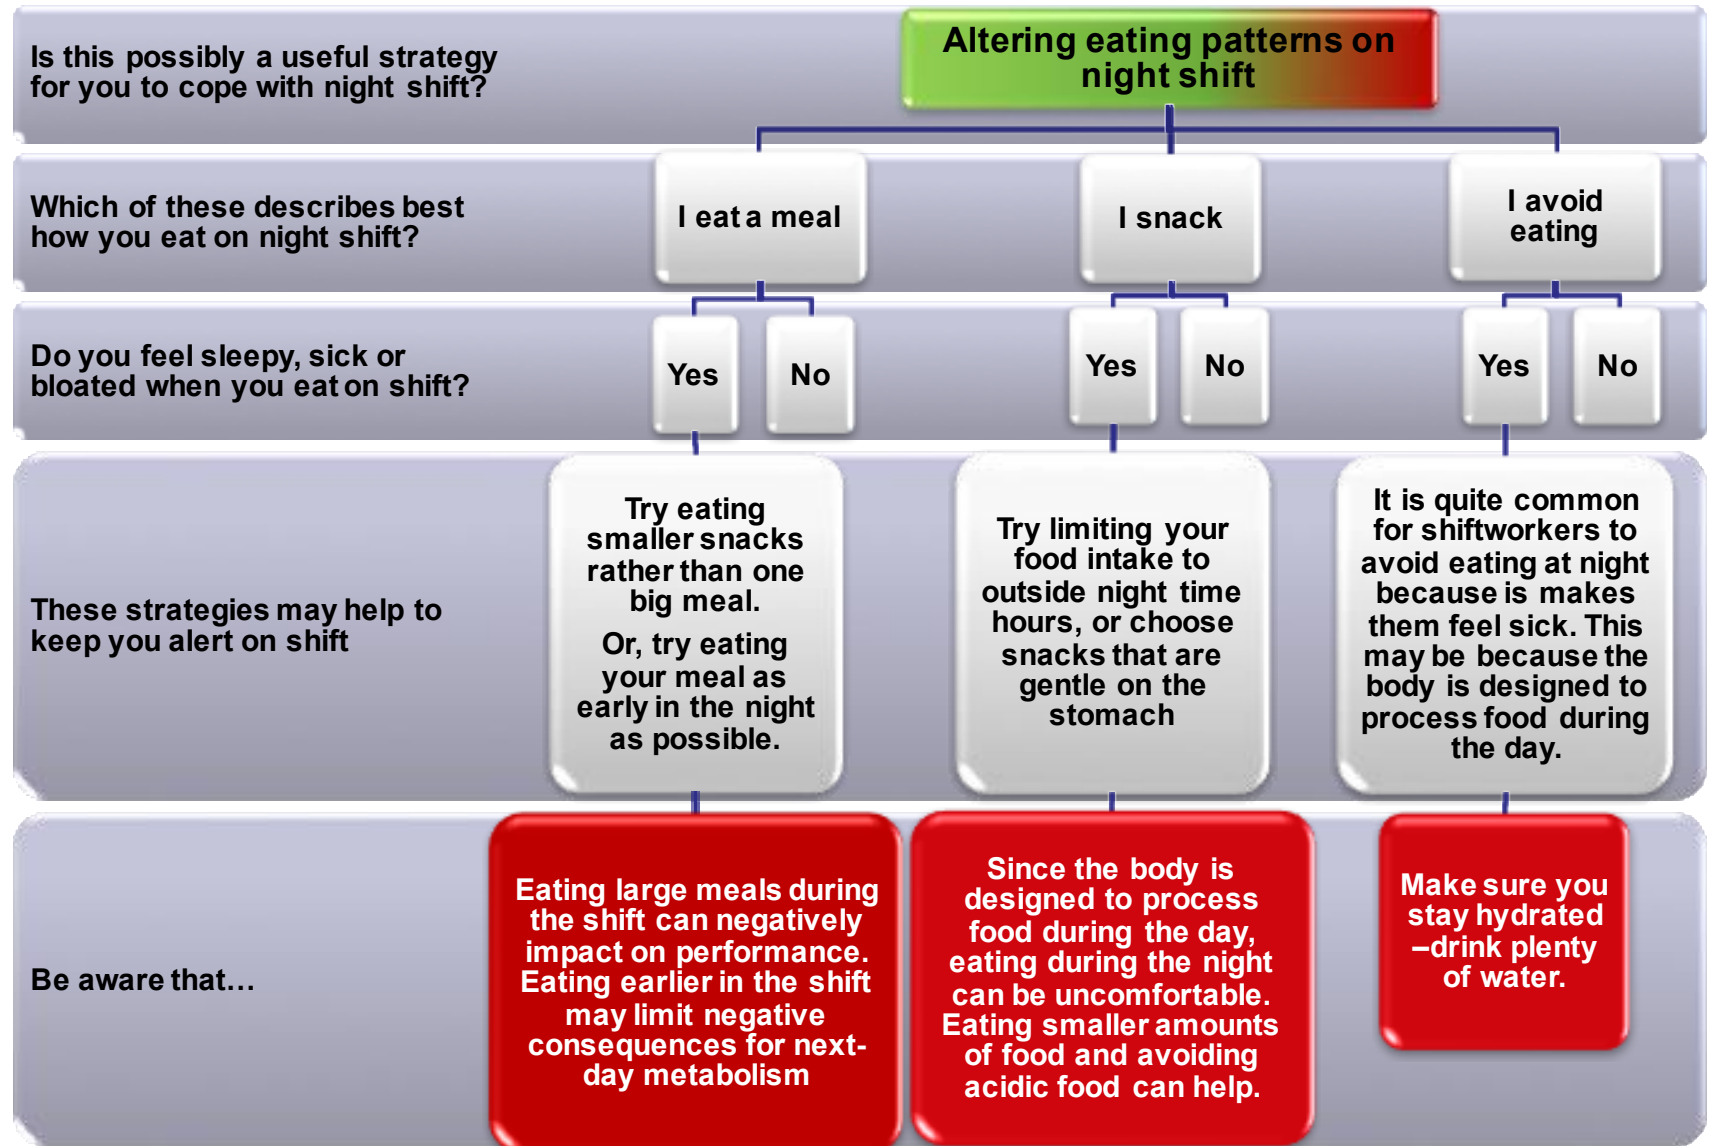 Is this possibly a useful strategy
for you to cope with night shift?
Altering eating patterns on
night shift
Which of these describes best
how you eat on night shift?
I eat a meal
I snack
I avoid
eating
Do you feel sleepy, sick or
bloated when you eat on shift?
Yes
No
Yes
No
Yes
No
These strategies may help to
keep you alert on shift
Try eating
smaller snacks
rather than one
big meal.
Or, try eating
your meal as
early in the night
as possible.
Try limiting your
food intake to
outside night time
hours, or choose
snacks that are
gentle on the
stomach
It is quite common
for shiftworkers to
avoid eating at night
because is makes
them feel sick. This
may be because the
body is designed to
process food during
the day.
Be aware that…
Eating large meals during
the shift can negatively
impact on performance.
Eating earlier in the shift
may limit negative
consequences for next-
day metabolism
Since the body is
designed to process
food during the day,
eating during the night
can be uncomfortable.
Eating smaller amounts
of food and avoiding
acidic food can help.
Make sure you
stay hydrated
–drink plenty
of water.